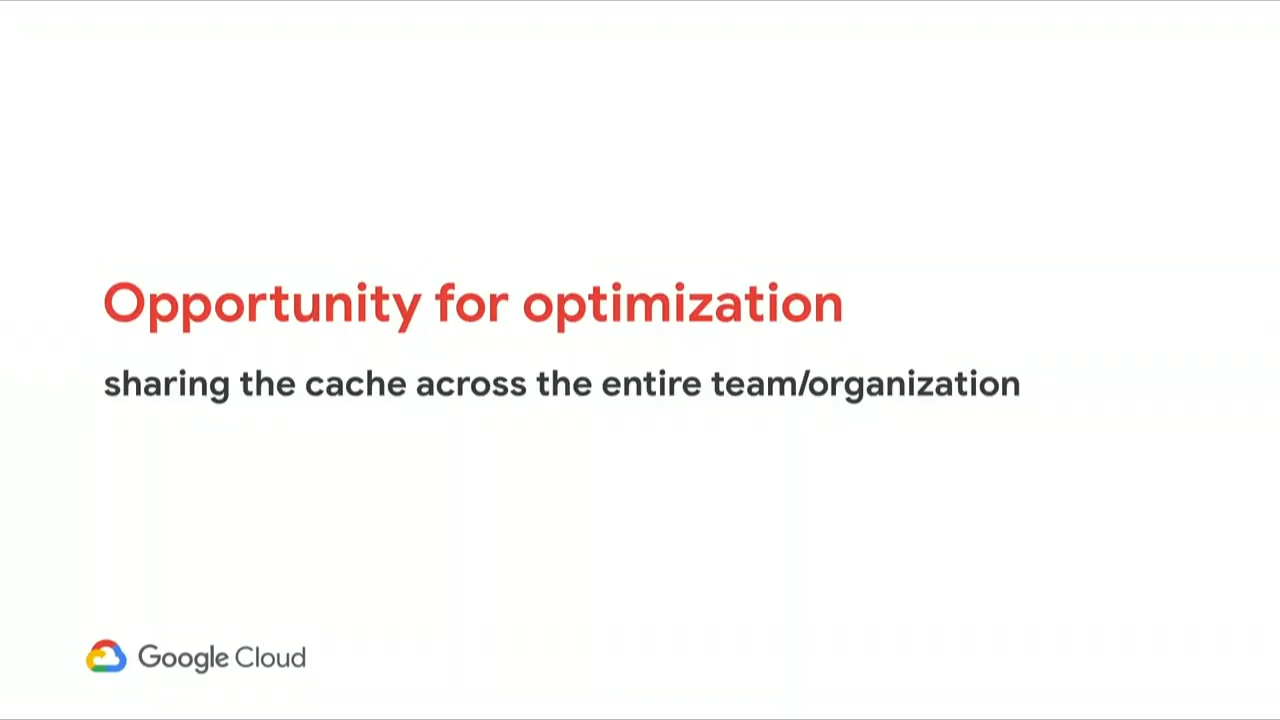 Opportunity for optimization
sharing the cache across the entire team/organization
Google Cloud